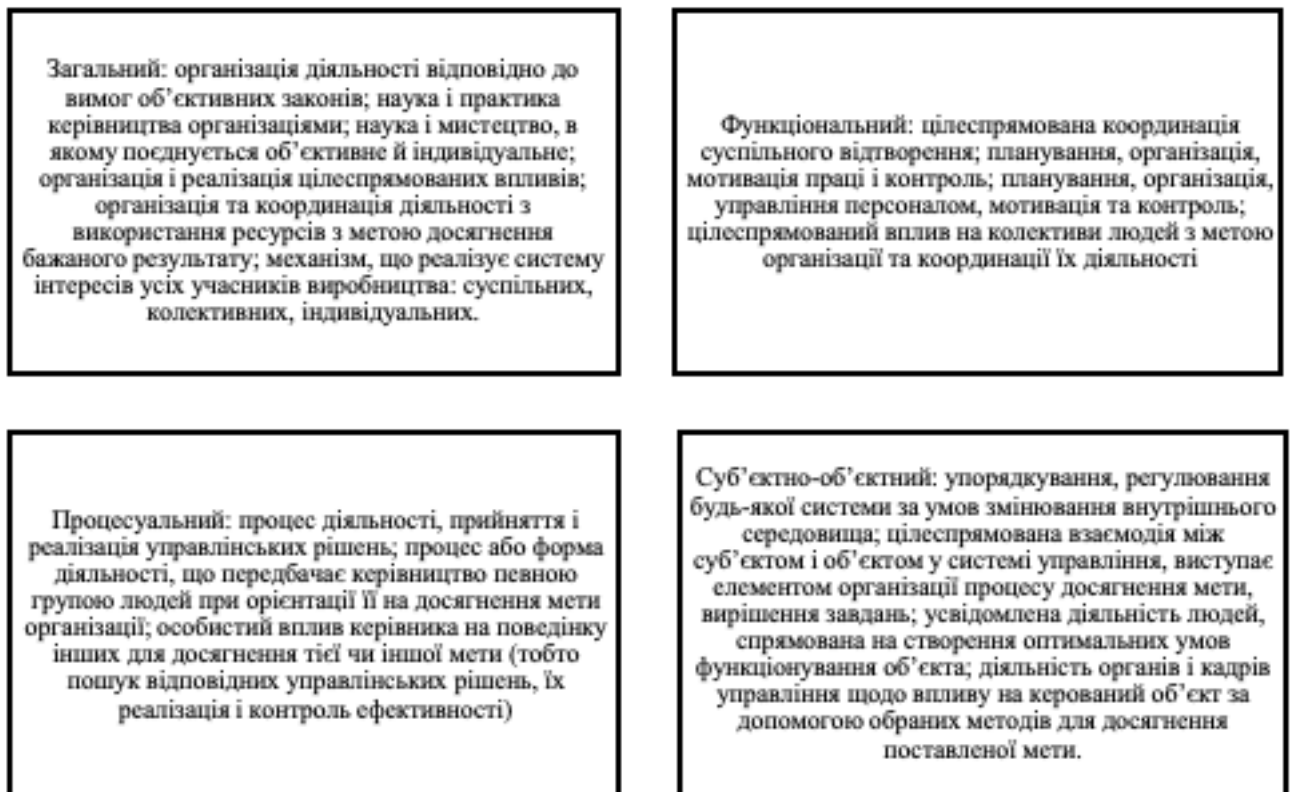 Загальний: організація діяльності відповідно до
вимог об’єктивних законів; наука і практика
керівництва організаціями; наука і мистецтво, в
якому поєднується об’єктивне й індивідуальне;
організація і реалізація цілеспрямованих впливів;
організація та координація діяльності з
використання ресурсів з метою досягнення
бажаного результату; механізм, що реалізує систему
інтересів усіх учасників виробництва: суспільних,
колективних, індивидуальних.
Функціональний: цілеспрямована координація
суспільного відтворення; планування, організація,
мотивація праці і контроль; планування, організація,
управління персоналом, мотивація та контроль;
цілеспрямований вплив на колективи людей з метою
організації та координації їх діяльності
Процесуальний: процес діяльності, прийняття і
реалізація управлінських рішень; процес або форма
діяльності, що передбачає керівництво певною
групою людей при орієнтації її на досягнення мети
організації; особистий вплив керівника на поведінку
інших для досягнення тієї чи іншої мети (тобто
пошук відповідних управлінських рішень, їх
реалізація і контроль ефективності)
Суб’єктно-об’єктний: упорядкування, регулювання
будь-якої системи за умов змінювання внутрішнього
середовища; цілеспрямована взаємодія між
суб’єктом і об’єктом у системі управління, виступає
елементом організації процесу досягнення мети,
вирішення завдань; усвідомлена діяльність людей,
спрямована на створення оптимальних умов
функціонування об’єкта; діяльність органів і кадрів
управління щодо впливу на керований об’єкт за
допомогою обраних методів для досягнення
поставленої мети.